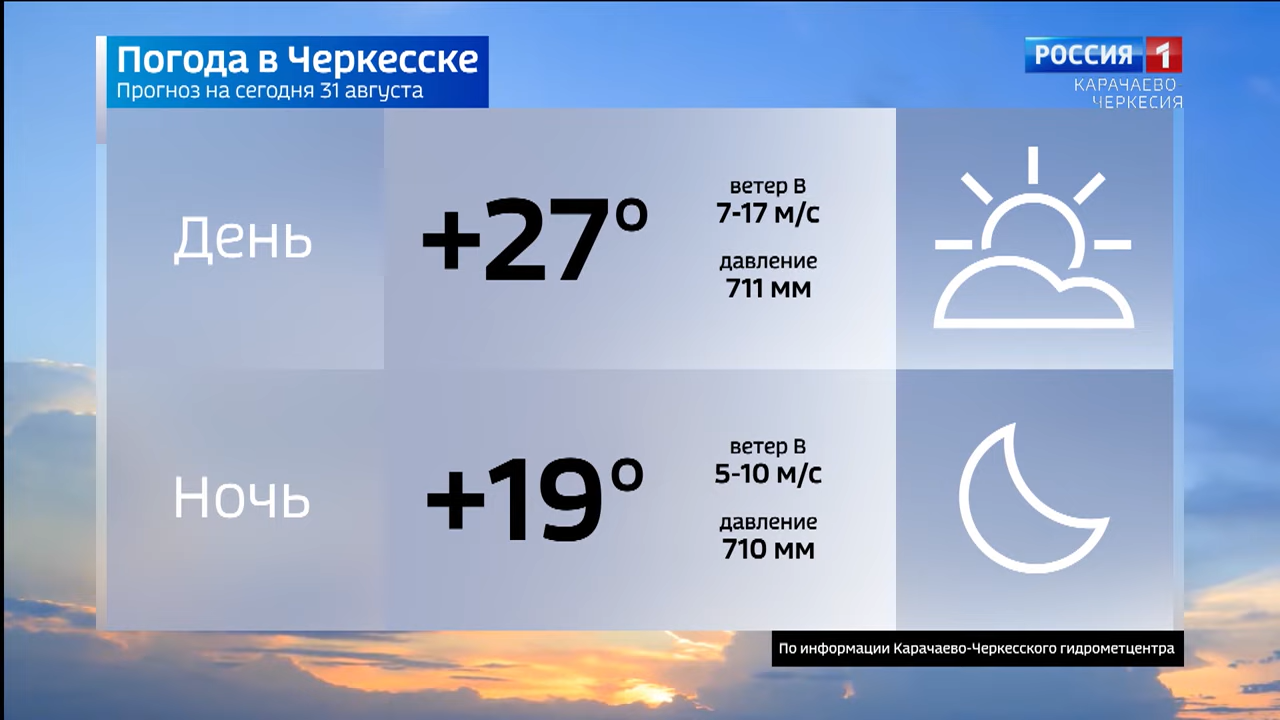 Погода в Черкесске
Прогноз на сегодня 31 августа
РОССИЯ 1
КАРАЧАЕВО-
ЧЕРКЕСИЯ
День
+27°
ветер В
7-17 м/с
давление
711 мм
Ночь
+19°
ветер В
5-10 м/с
давление
710 мм
По информации Карачаево-Черкесского гидрометцентра